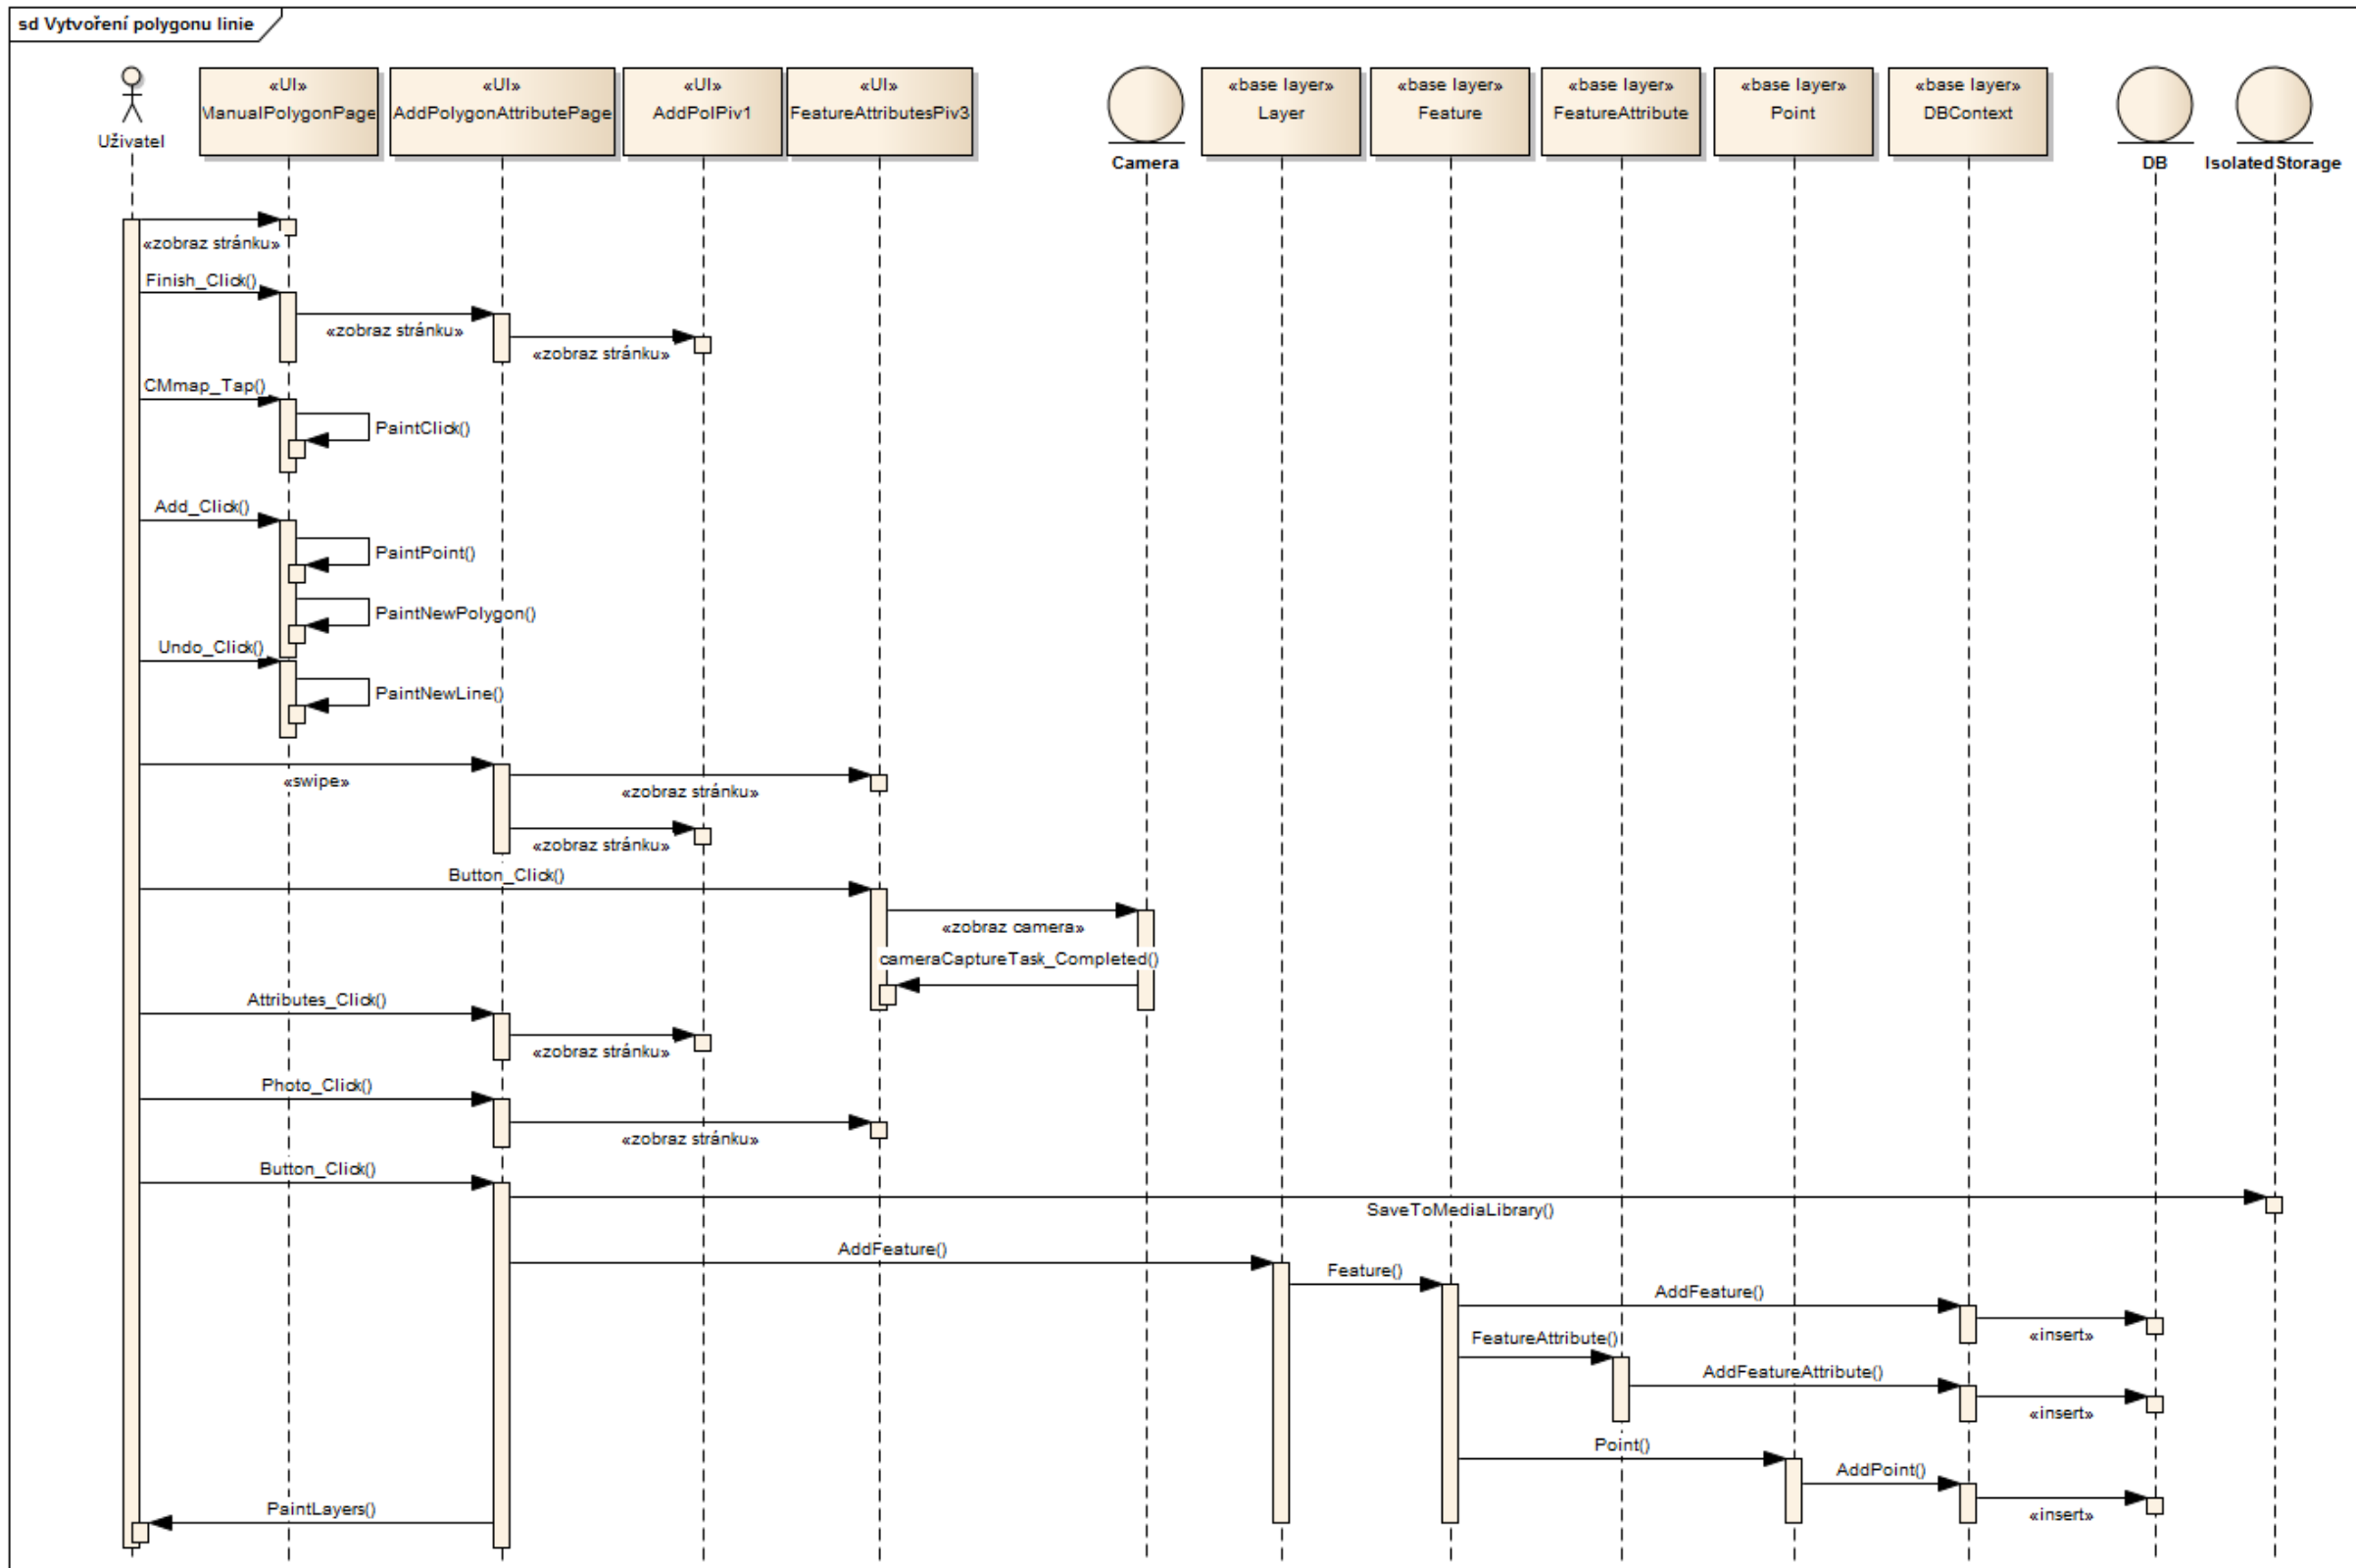 sd Vytvoření polygonu linie
Uživatel
«UI»
ManualPolygonPage
«UI»
AddPolygonAttributePage
«UI»
AddPolPiv1
«UI»
FeatureAttributesPiv3
Camera
«base layer»
Layer
«base layer»
Feature
«base layer»
FeatureAttribute
«base layer»
Point
«base layer»
DBContext
DB
IsolatedStorage
«zobraz stránku»
Finish_Click()
«zobraz stránku»
«zobraz stránku»
CMmap_Tap()
PaintClick()
Add_Click()
PaintPoint()
PaintNewPolygon()
Undo_Click()
PaintNewLine()
«swipe»
«zobraz stránku»
«zobraz stránku»
Button_Click()
«zobraz camera»
cameraCaptureTask_Completed()
Attributes_Click()
«zobraz stránku»
Photo_Click()
«zobraz stránku»
Button_Click()
SaveToMediaLibrary()
AddFeature()
Feature()
AddFeature()
«insert»
FeatureAttribute()
AddFeatureAttribute()
«insert»
Point()
AddPoint()
«insert»
PaintLayers()